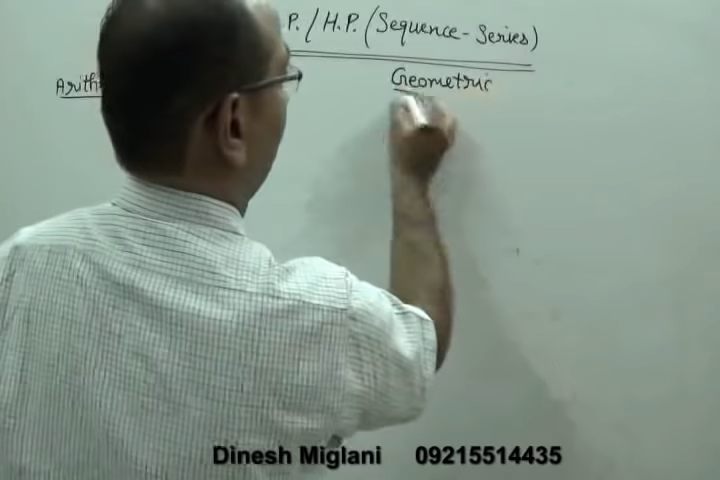 P. / H.P. (Sequence - Series)
Arith
Geometric
Dinesh Miglani 09215514435